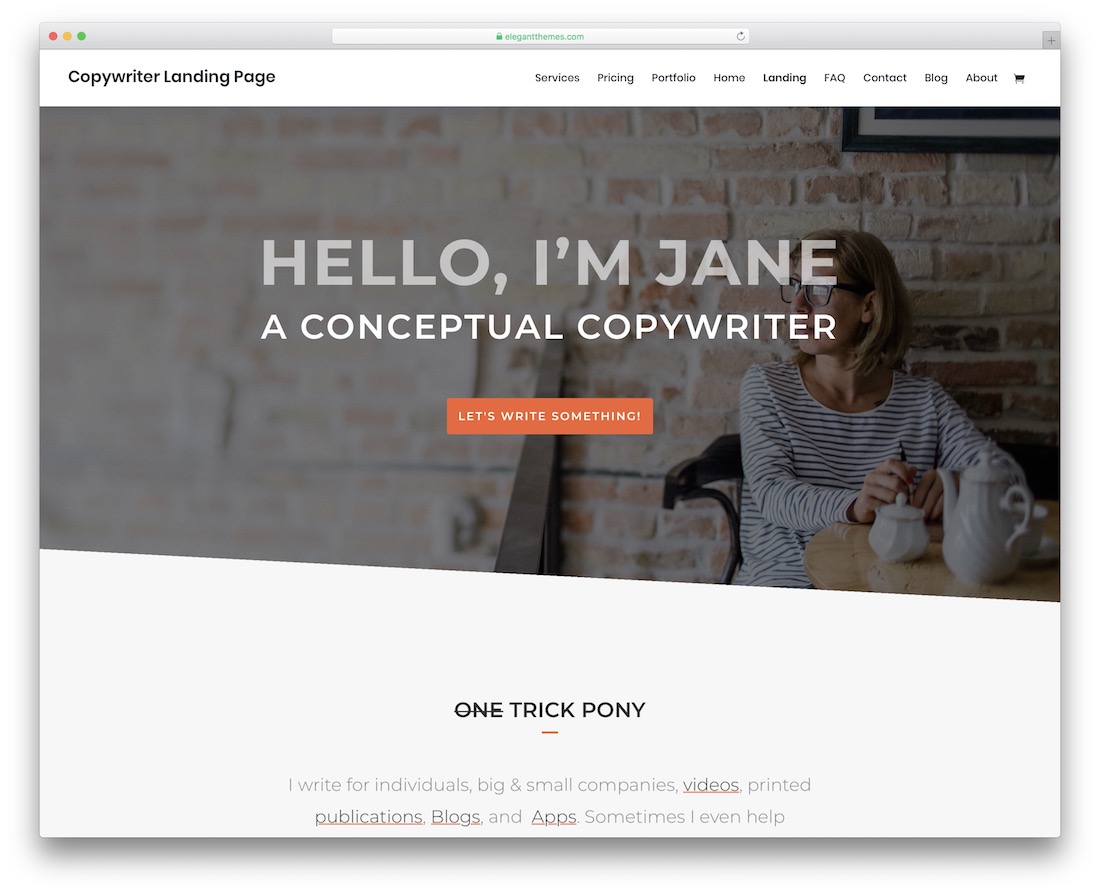 elegantthemes.com
Copywriter Landing Page
Services Pricing Portfolio Home Landing FAQ Contact Blog About
HELLO, I’M JANE
A CONCEPTUAL COPYWRITER
LET'S WRITE SOMETHING!
ONE TRICK PONY
I write for individuals, big & small companies, videos, printed
publications, Blogs, and Apps. Sometimes I even help